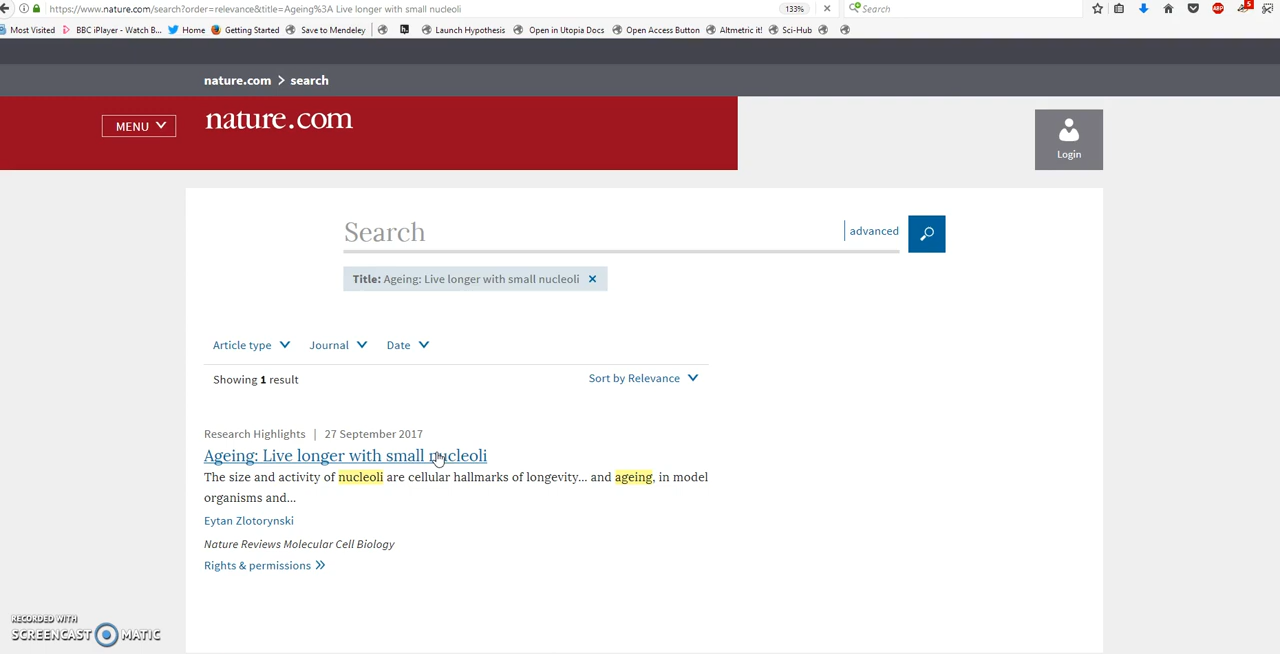 https://www.nature.com/search?order=relevance&title=Ageing%3A Live longer with small nucleoli
133%
Search
Most Visited BBC iPlayer - Watch B... Home Getting Started Save to Mendeley Launch Hypothesis Open in Utopia Docs Open Access Button Altmetric it! Sci-Hub
nature.com > search
MENU
nature.com
Login
Search
advanced
Title: Ageing: Live longer with small nucleoli ×
Article type Journal Date
Showing 1 result
Sort by Relevance
Research Highlights | 27 September 2017
Ageing: Live longer with small nucleoli
The size and activity of nucleoli are cellular hallmarks of longevity... and ageing, in model
organisms and...
Eytan Zlotorynski
Nature Reviews Molecular Cell Biology
Rights & permissions »
RECORDED WITH
SCREENCAST MATIC